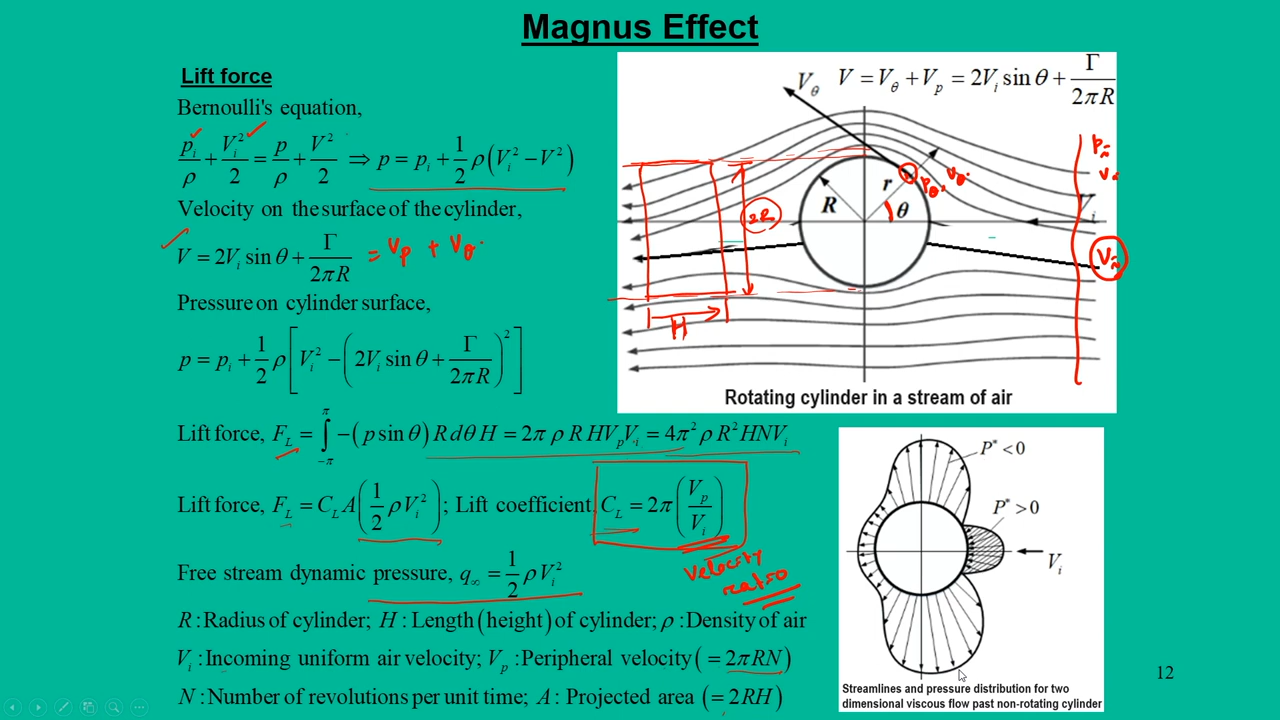 Magnus Effect
Lift force
Bernoulli's equation,
p_i/ρ + V_i²/2 = p/ρ + V²/2 ⇒ p = p_i + 1/2 ρ(V_i² − V²)
Velocity on the surface of the cylinder,
V = 2V_i sin θ + Γ/2πR = V_p + V_θ.
Pressure on cylinder surface,
p = p_i + 1/2 ρ[V_i² − (2V_i sin θ + Γ/2πR)²]
Lift force, F_L = ∫_{−π}^{π} −(p sin θ) R dθ H = 2π ρ R H V_p V_i = 4π² ρ R² H N V_i
Lift force, F_L = C_L A(1/2 ρV_i²); Lift coefficient, C_L = 2π(V_p/V_i)
velocity
ratio
Free stream dynamic pressure, q_∞ = 1/2 ρV_i²
R : Radius of cylinder; H : Length (height) of cylinder; ρ : Density of air
V_i : Incoming uniform air velocity; V_p : Peripheral velocity (= 2πRN)
N : Number of revolutions per unit time; A : Projected area (= 2RH)
V_θ V = V_θ + V_p = 2V_i sin θ + Γ/2πR
r p_θ, V_θ.
2R R θ V_i
H
Rotating cylinder in a stream of air
P* < 0
P* > 0
V_i
Streamlines and pressure distribution for two
dimensional viscous flow past non-rotating cylinder
12